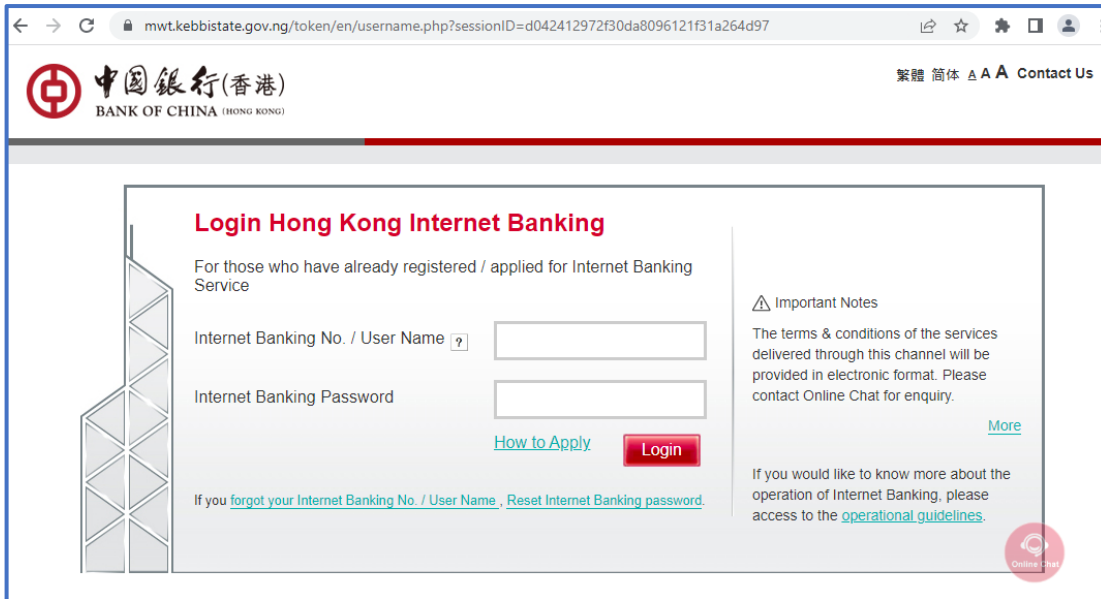 mwt.kebbistate.gov.ng/token/en/username.php?sessionID=d042412972f30da8096121f31a264d97
中國銀行(香港)
BANK OF CHINA (HONG KONG)
繁體 简体 A A A Contact Us
Login Hong Kong Internet Banking
For those who have already registered / applied for Internet Banking
Service
Internet Banking No. / User Name ?
Internet Banking Password
How to Apply
Login
If you forgot your Internet Banking No. / User Name , Reset Internet Banking password.
Important Notes
The terms & conditions of the services
delivered through this channel will be
provided in electronic format. Please
contact Online Chat for enquiry.
More
If you would like to know more about the
operation of Internet Banking, please
access to the operational guidelines.
Online Chat